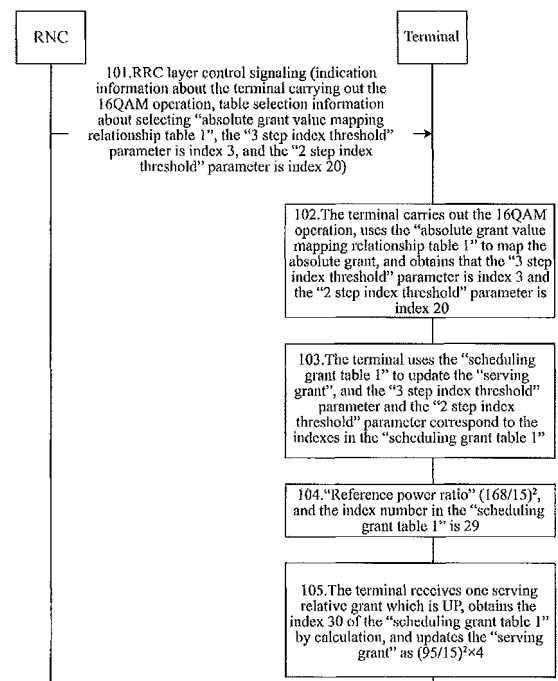 RNC
Terminal
101.RRC layer control signaling (indication
information about the terminal carrying out the
16QAM operation, table selection information
about selecting “absolute grant value mapping
relationship table 1”, the “3 step index threshold”
parameter is index 3, and the “2 step index
threshold” parameter is index 20)
102.The terminal carries out the 16QAM
operation, uses the “absolute grant value
mapping relationship table 1” to map the
absolute grant, and obtains that the “3 step
index threshold” parameter is index 3 and
the “2 step index threshold” parameter is
index 20
103.The terminal uses the “scheduling
grant table 1” to update the “serving
grant”, and the “3 step index threshold”
parameter and the “2 step index
threshold” parameter correspond to the
indexes in the “scheduling grant table 1”
104.“Reference power ratio” (168/15)²,
and the index number in the “scheduling
grant table 1” is 29
105.The terminal receives one serving
relative grant which is UP, obtains the
index 30 of the “scheduling grant table 1”
by calculation, and updates the “serving
grant” as (95/15)²×4